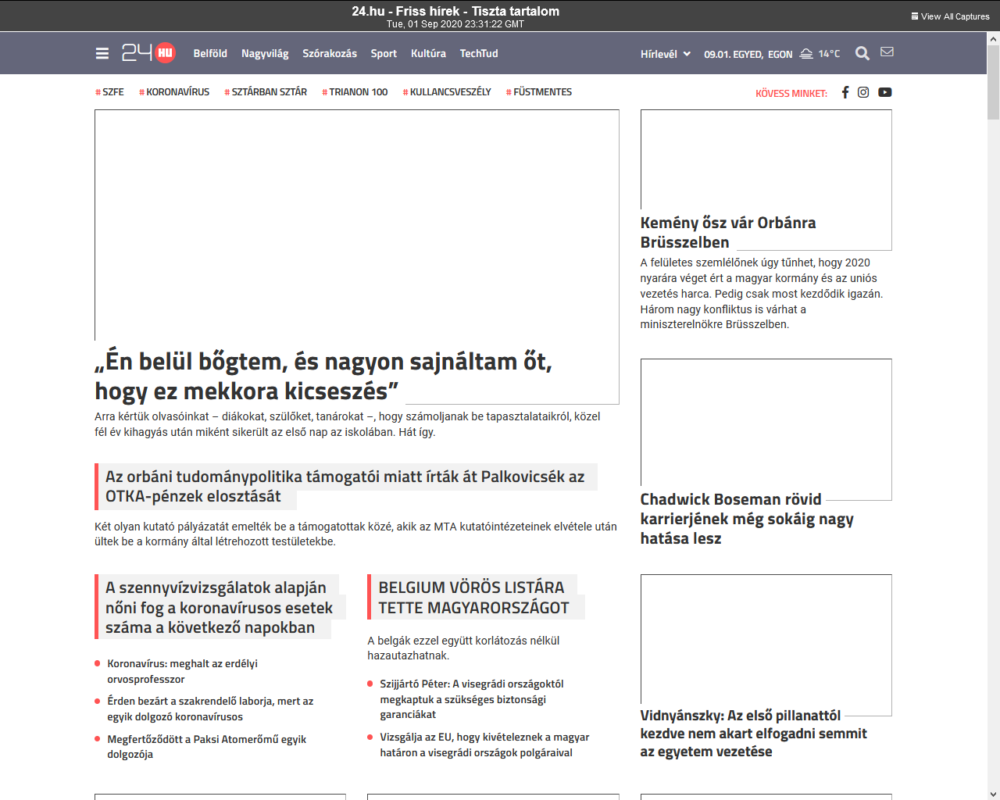 24.hu - Friss hírek - Tiszta tartalom
Tue, 01 Sep 2020 23:31:22 GMT
View All Captures
24 HU
Belföld Nagyvilág Szórakozás Sport Kultúra TechTud
Hírlevél 09.01. EGYED, EGON 14°C
#SZFE #KORONAVÍRUS #SZTÁRBAN SZTÁR #TRIANON 100 #KULLANCSVESZÉLY #FÜSTMENTES
KÖVESS MINKET:
„Én belül bőgtem, és nagyon sajnáltam őt,
hogy ez mekkora kicseszés”
Arra kértük olvasóinkat – diákokat, szülőket, tanárokat –, hogy számoljanak be tapasztalataikról, közel
fél év kihagyás után miként sikerült az első nap az iskolában. Hát így.
Az orbáni tudománypolitika támogatói miatt írták át Palkovicsék az
OTKA-pénzek elosztását
Két olyan kutató pályázatát emelték be a támogatottak közé, akik az MTA kutatóintézeteinek elvétele után
ültek be a kormány által létrehozott testületekbe.
A szennyvízvizsgálatok alapján
nőni fog a koronavírusos esetek
száma a következő napokban
Koronavírus: meghalt az erdélyi
orvosprofesszor
Érden bezárt a szakrendelő laborja, mert az
egyik dolgozó koronavírusos
Megfertőződött a Paksi Atomerőmű egyik
dolgozója
BELGIUM VÖRÖS LISTÁRA
TETTE MAGYARORSZÁGOT
A belgák ezzel együtt korlátozás nélkül
hazautazhatnak.
Szijjártó Péter: A visegrádi országoktól
megkaptuk a szükséges biztonsági
garanciákat
Vizsgálja az EU, hogy kivételeznek a magyar
határon a visegrádi országok polgáraival
Kemény ősz vár Orbánra
Brüsszelben
A felületes szemlélőnek úgy tűnhet, hogy 2020
nyarára véget ért a magyar kormány és az uniós
vezetés harca. Pedig csak most kezdődik igazán.
Három nagy konfliktus is várhat a
miniszterelnökre Brüsszelben.
Chadwick Boseman rövid
karrierjének még sokáig nagy
hatása lesz
Vidnyánszky: Az első pillanattól
kezdve nem akart elfogadni semmit
az egyetem vezetése